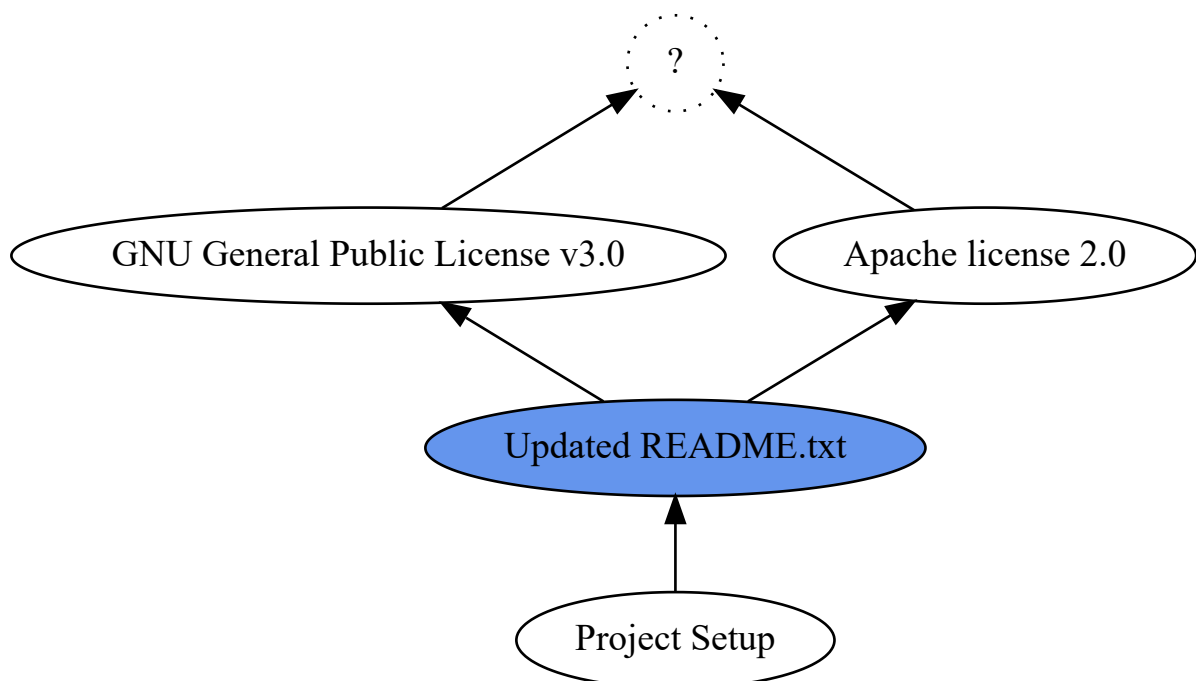 ?
GNU General Public License v3.0
Apache license 2.0
Updated README.txt
Project Setup